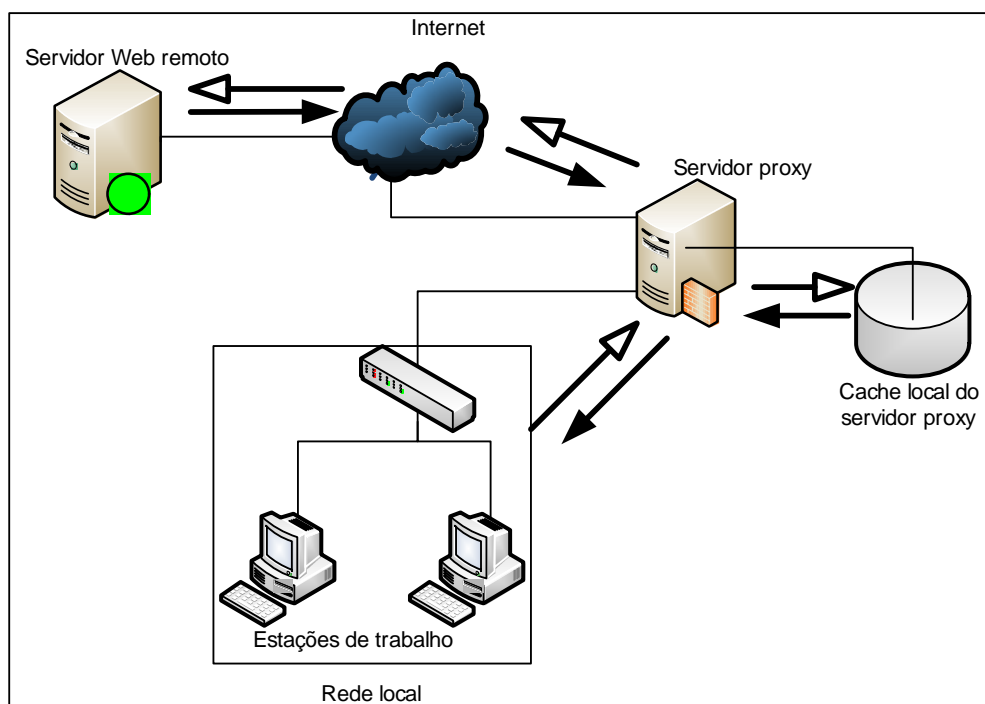 Internet
Servidor Web remoto
Servidor proxy
Cache local do
servidor proxy
Estações de trabalho
Rede local